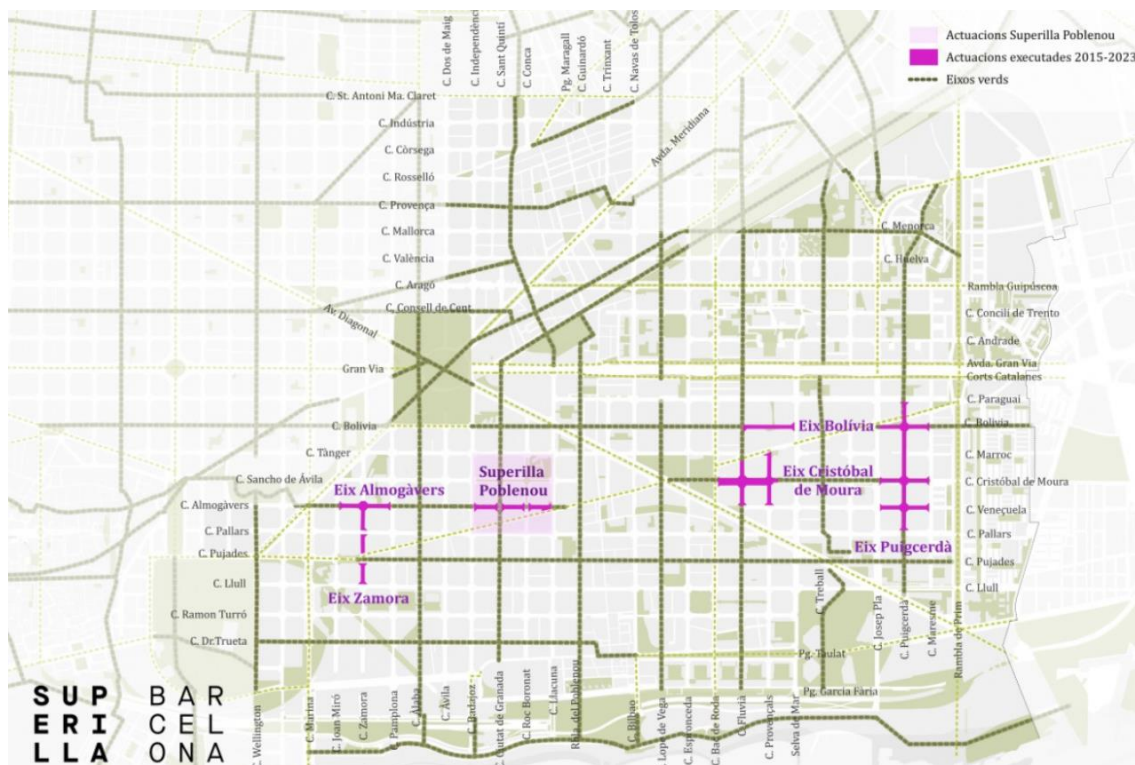 Actuacions Superilla Poblenou
Actuacions executades 2015-2023
Eixos verds
C. Dos de Maig
C. Independènci
C. Sant Quintí
C. Conca
Pg. Maragall
C. Guinardó
C. Trinxant
C. Navas de Tolos
C. St. Antoni Ma. Claret
C. Indústria
C. Còrsega
C. Rosselló
C. Provença
C. Mallorca
C. València
C. Aragó
C. Consell de Cent
Avda. Meridiana
Av. Diagonal
Gran Via
C. Bolívia
C. Tànger
C. Sancho de Ávila
C. Almogàvers
C. Pallars
C. Pujades
C. Llull
C. Ramon Turró
C. Dr.Trueta
C. Menorca
C. Huelva
Rambla Guipúscoa
C. Concili de Trento
C. Andrade
Avda. Gran Via
Corts Catalanes
C. Paraguai
C. Bolívia
C. Marroc
C. Cristóbal de Moura
C. Veneçuela
C. Pallars
C. Pujades
C. Llull
Eix Almogàvers
Superilla
Poblenou
Eix Zamora
Eix Bolívia
Eix Cristóbal
de Moura
Eix Puigcerdà
C. Treball
C. Josep Pla
C. Puigcerdà
C. Maresme
Rambla de Prim
Pg. Taulat
Pg. García Faria
C. Wellington
C. Marina
C. Joan Miró
C. Zamora
C. Pamplona
C. Àlaba
C. Ávila
C. Badajoz
C. Ciutat de Granada
C. Roc Boronat
C. Llacuna
Rbla del Poblenou
C. Bilbao
C. Lope de Vega
C. Espronceda
C. Bac de Roda
C. Fluvià
C. Provençals
Selva de Mar
SUP BAR
ERI CEL
LLA ONA